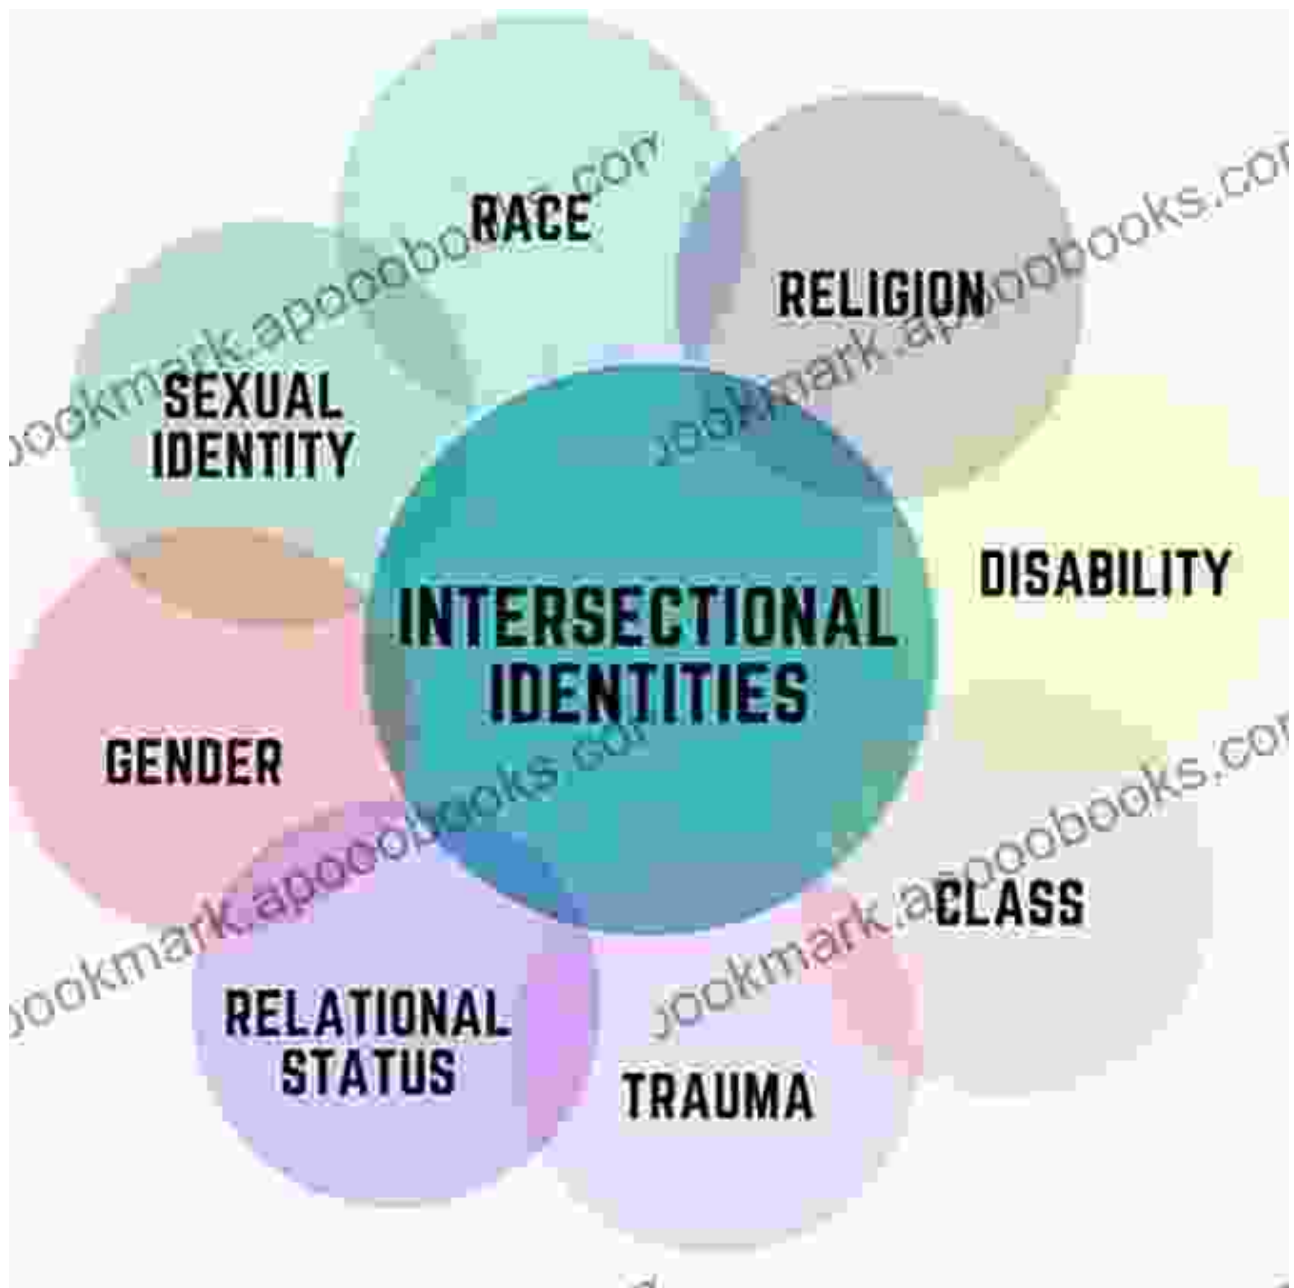 RACE
RELIGION
SEXUAL
IDENTITY
DISABILITY
INTERSECTIONAL
IDENTITIES
GENDER
CLASS
RELATIONAL
STATUS
TRAUMA